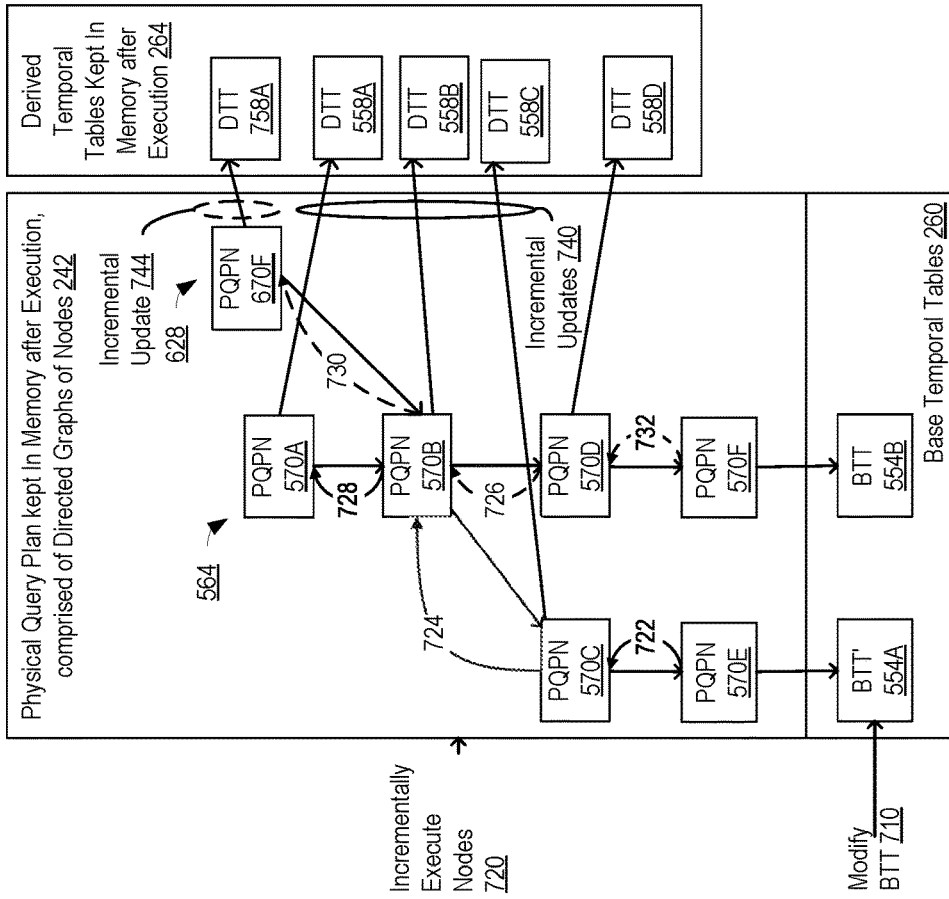 Physical Query Plan kept In Memory after Execution,
comprised of Directed Graphs of Nodes 242
Derived
Temporal
Tables Kept In
Memory after
Execution 264
Incremental
Update 744
628
PQPN
670F
DTT
758A
564
PQPN
570A
730
DTT
558A
728
PQPN
570B
DTT
558B
724
726
Incremental
Updates 740
DTT
558C
PQPN
570C
PQPN
570D
DTT
558D
722
732
PQPN
570E
PQPN
570F
Incrementally
Execute
Nodes
720
BTT'
554A
BTT
554B
Base Temporal Tables 260
Modify
BTT 710